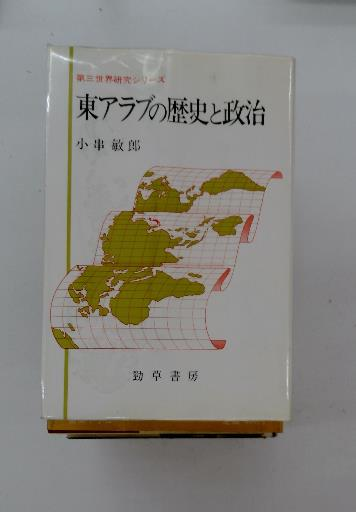 第三世界研究シリーズ
東アラブの歴史と政治
小串敏郎
勁草書房